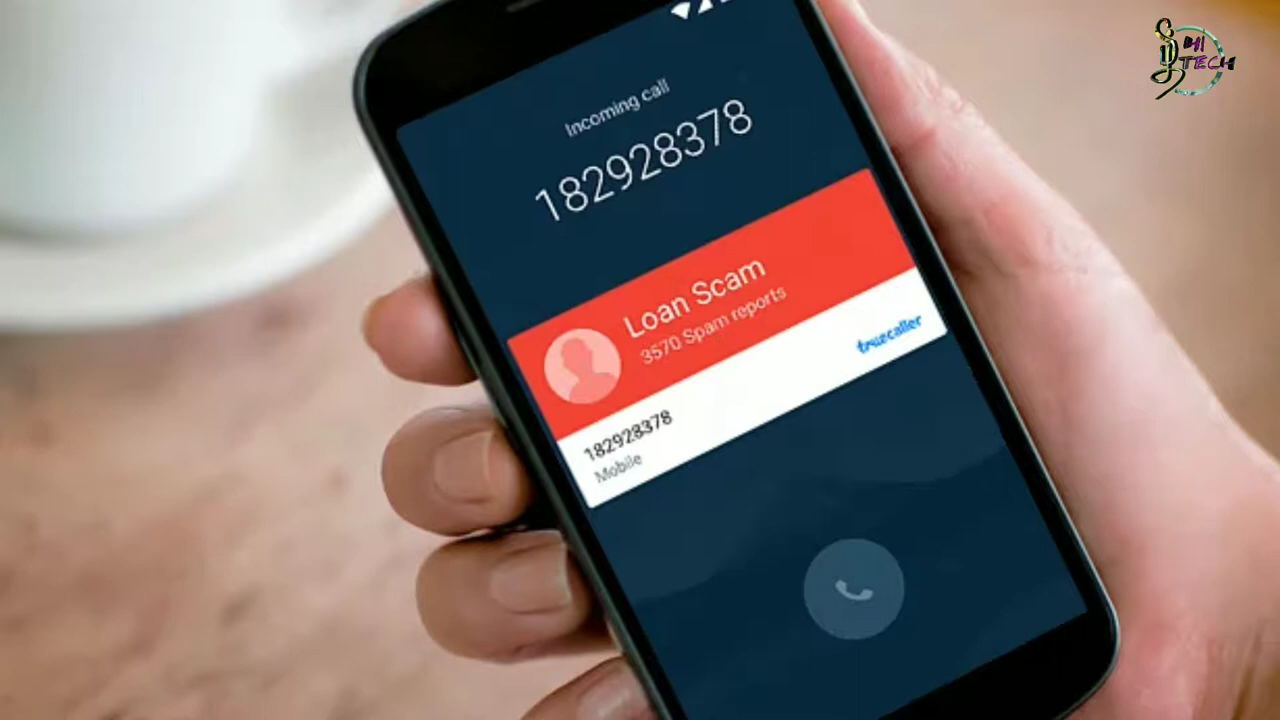 Incoming call
182928378
Loan Scam
3570 Spam reports
truecaller
182928378
Mobile
TECH